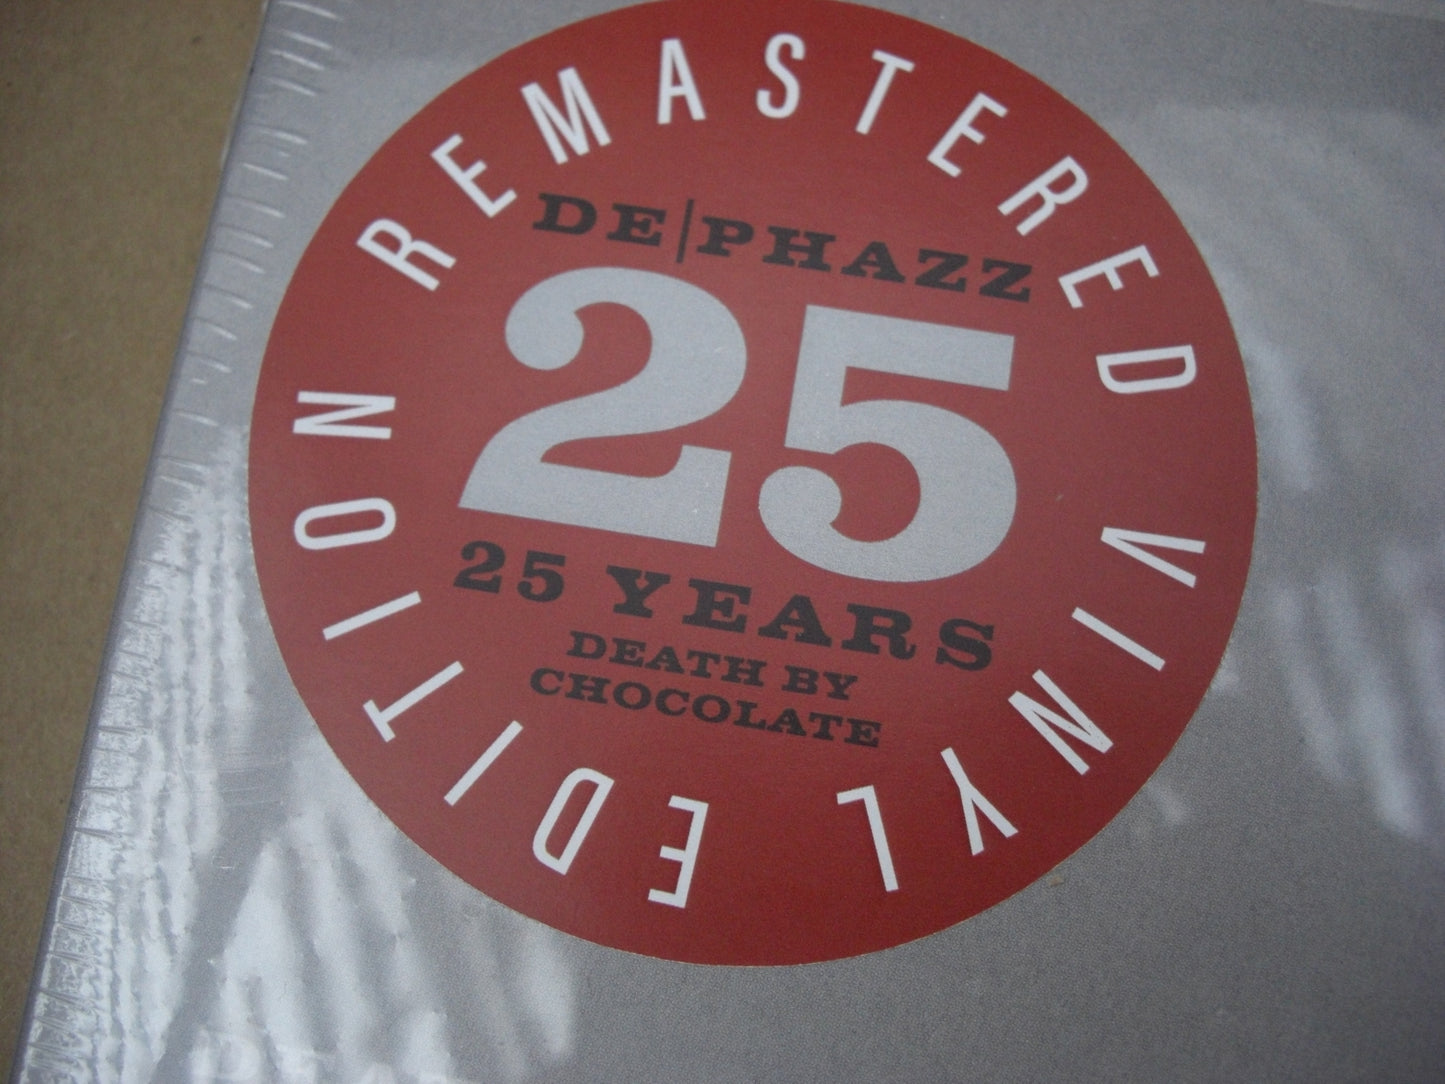 REMASTERED VINYL EDITION
DE|PHAZZ
25
25 YEARS
DEATH BY
CHOCOLATE